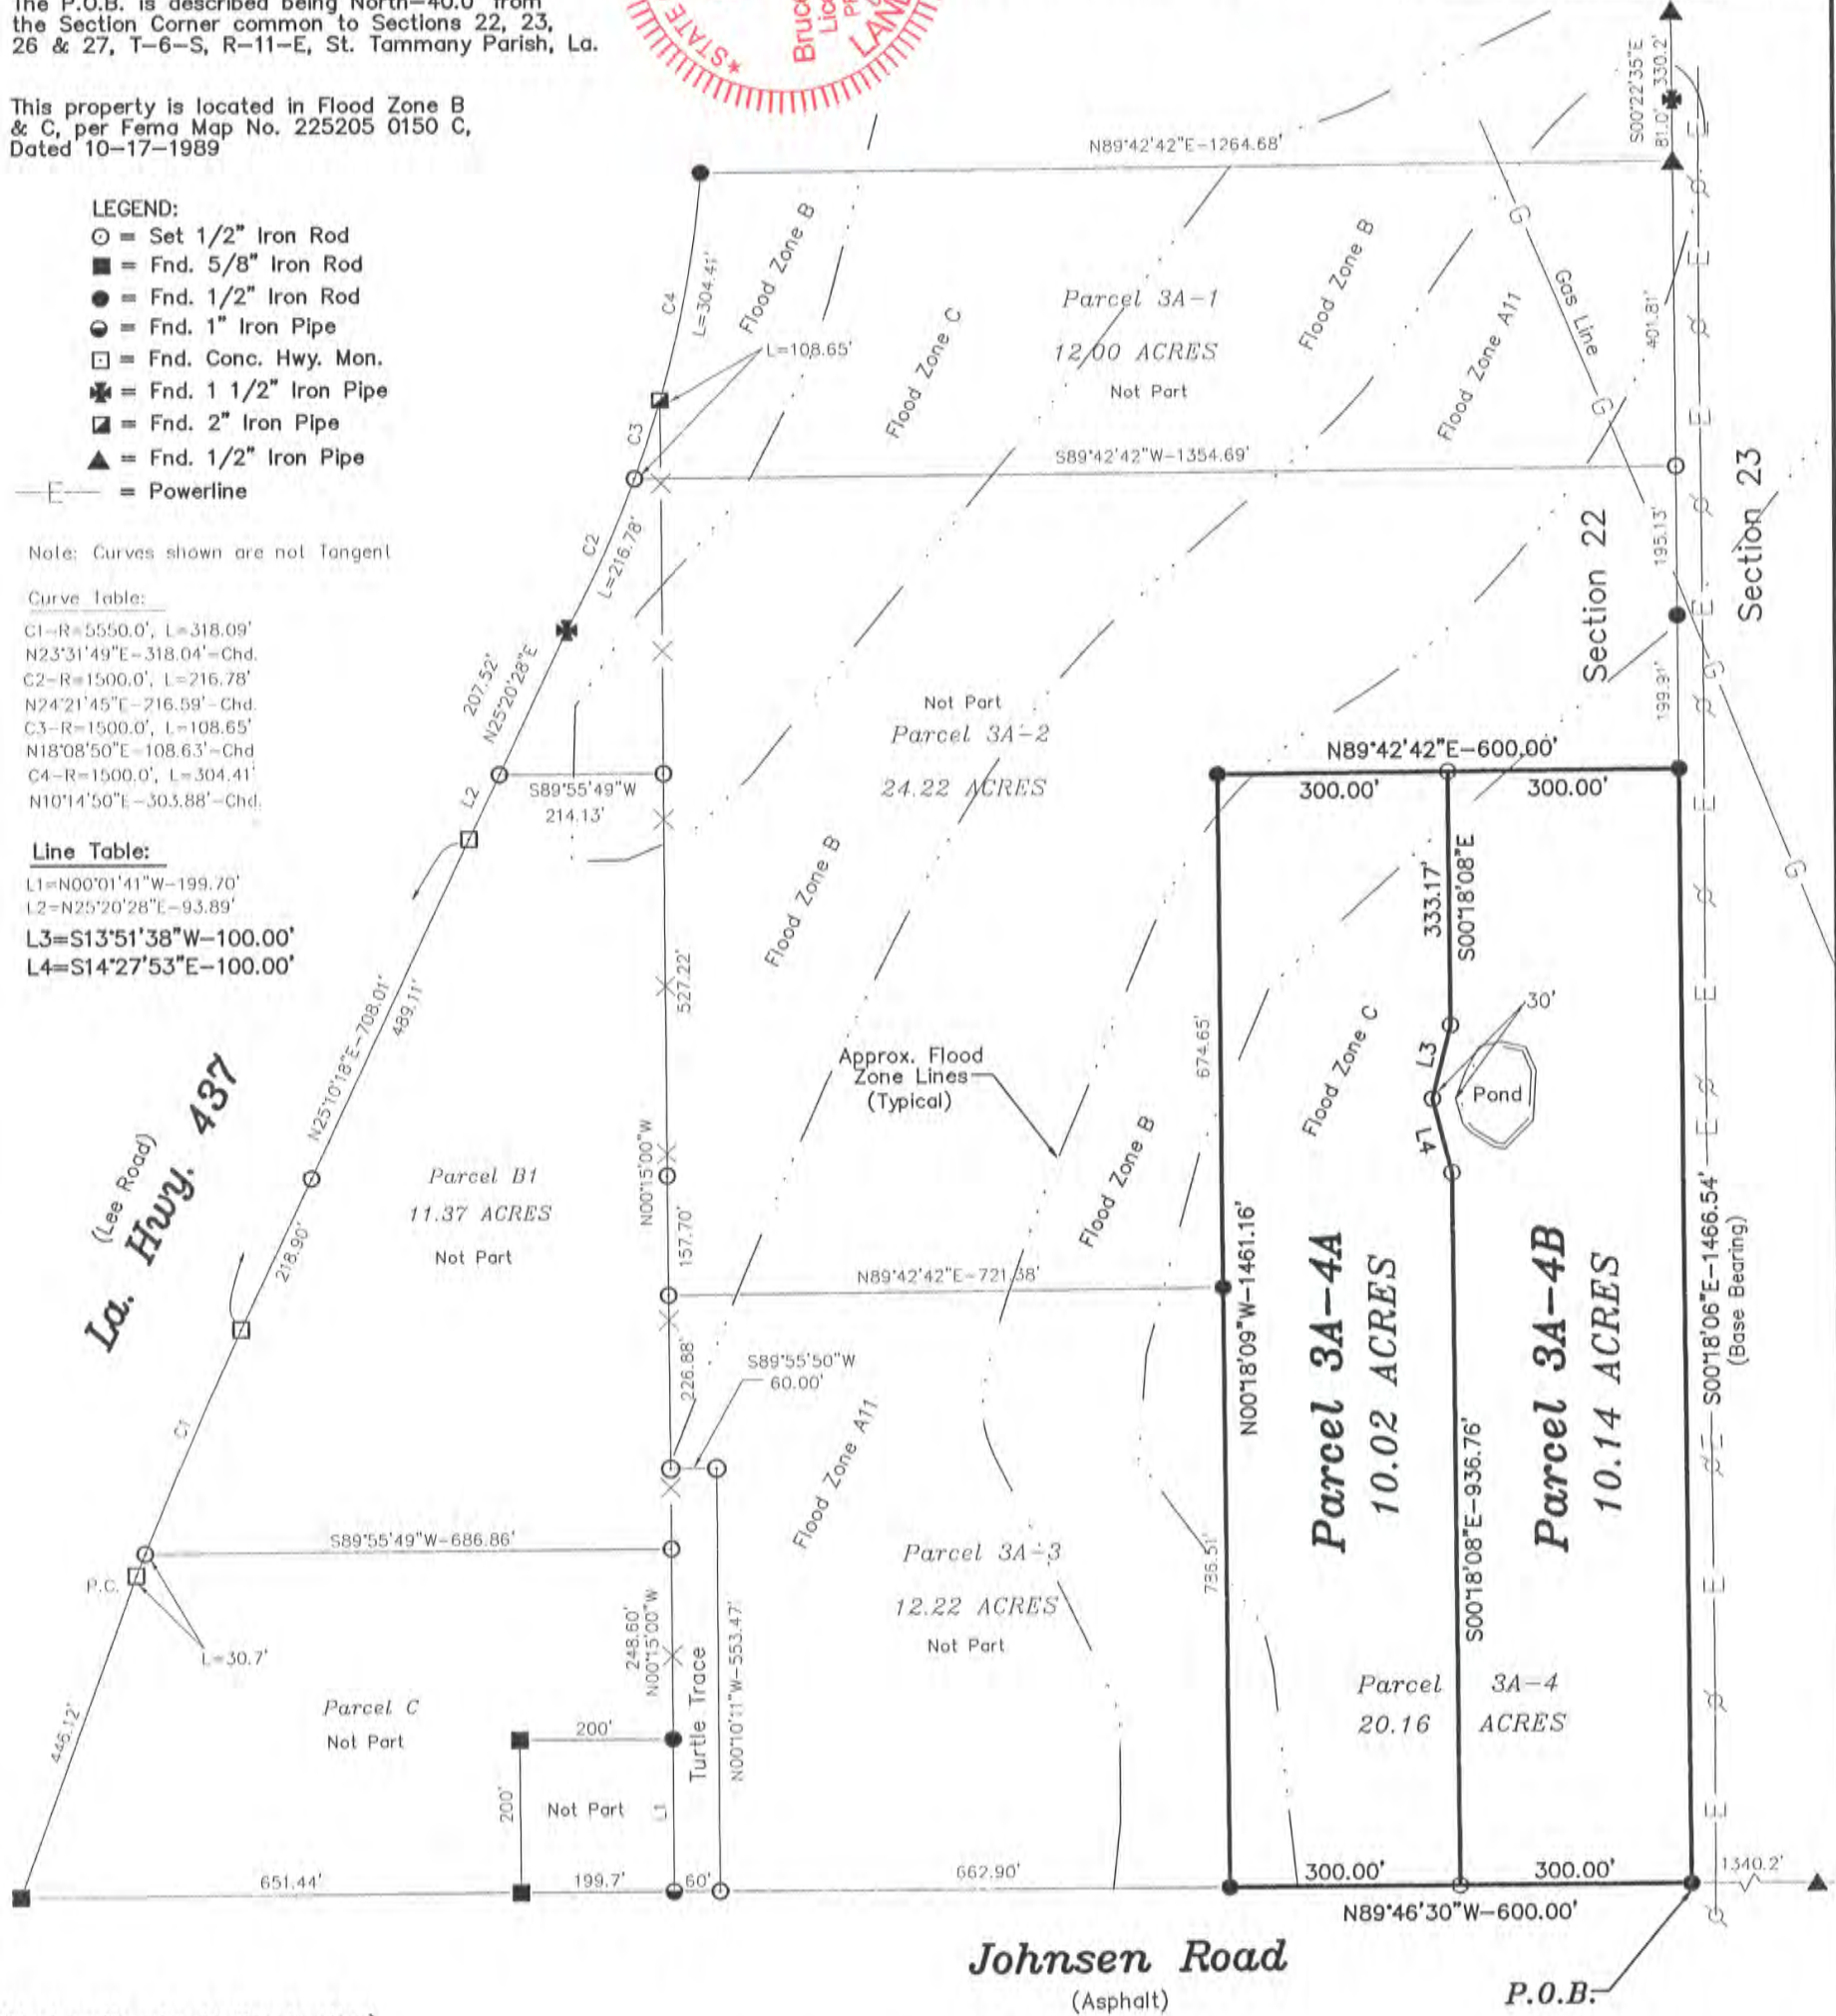 The P.O.B. is described being North-40.0' from
the Section Corner common to Sections 22, 23,
26 & 27, T-6-S, R-11-E, St. Tammany Parish, La.
This property is located in Flood Zone B
& C, per Fema Map No. 225205 0150 C,
Dated 10-17-1989
LEGEND:
= Set 1/2" Iron Rod
= Fnd. 5/8" Iron Rod
= Fnd. 1/2" Iron Rod
= Fnd. 1" Iron Pipe
= Fnd. Conc. Hwy. Mon.
= Fnd. 1 1/2" Iron Pipe
= Fnd. 2" Iron Pipe
= Fnd. 1/2" Iron Pipe
E = Powerline
Note: Curves shown are not Tangent
Curve Table:
C1-R=5550.0', L=318.09'
N23°31'49"E-318.04'-Chd.
C2-R=1500.0', L=216.78'
N24°21'45"E-216.59'-Chd.
C3-R=1500.0', L=108.65'
N18°08'50"E-108.63'-Chd
C4-R=1500.0', L=304.41'
N10°14'50"E-303.88'-Chd.
Line Table:
L1=N00°01'41"W-199.70'
L2=N25°20'28"E-93.89'
L3=S13°51'38"W-100.00'
L4=S14°27'53"E-100.00'
STATE
Bruce
LAND
N89°42'42"E-1264.68'
S00°22'35"E
330.2'
81.0'
C4
L=304.41'
Flood Zone B
L=108.65'
C3
Flood Zone C
Parcel 3A-1
12.00 ACRES
Not Part
Flood Zone B
Flood Zone A11
G
Gas Line
G
401.81'
E
E
E
E
S89°42'42"W-1354.69'
C2
L=216.78'
Section 22
195.13'
Section 23
E
G
199.91'
207.52'
N25°20'28"E
L2
S89°55'49"W
214.13'
Not Part
Parcel 3A-2
24.22 ACRES
N89°42'42"E-600.00'
300.00'
300.00'
E
G
Flood Zone B
333.17'
S00°18'08"E
527.22'
E
N25°10'18"E-708.01'
489.11'
Approx. Flood
Zone Lines
(Typical)
674.65'
Flood Zone C
30'
L3
Pond
L4
E
La. Hwy. 437
(Lee Road)
218.90'
Parcel B1
11.37 ACRES
Not Part
N00°15'00"W
157.70'
Flood Zone B
N89°42'42"E-721.38'
N00°18'09"W-1461.16'
Parcel 3A-4A
10.02 ACRES
Parcel 3A-4B
10.14 ACRES
S00°18'06"E-1466.54'
(Base Bearing)
226.88'
S89°55'50"W
60.00'
C1
Flood Zone A11
E
S00°18'08"E-936.76'
S89°55'49"W-686.86'
P.C.
L=30.7'
Parcel 3A-3
12.22 ACRES
Not Part
786.51'
E
248.60'
N00°15'00"W
Turtle Trace
N00°10'11"W-553.47'
446.12'
Parcel C
Not Part
200'
200'
Not Part
L1
Parcel 3A-4
20.16 ACRES
E
651.44'
199.7'
60'
662.90'
300.00'
300.00'
1340.2'
N89°46'30"W-600.00'
Johnsen Road
(Asphalt)
P.O.B.